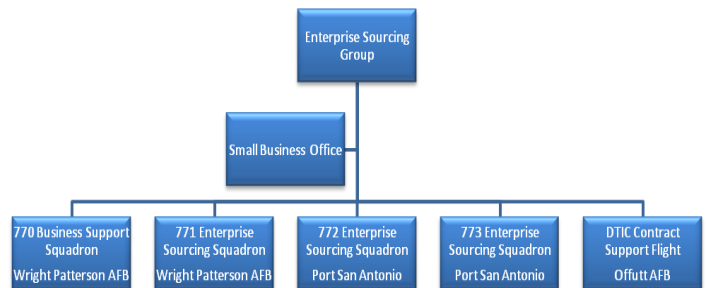 Enterprise Sourcing
Group
Small Business Office
770 Business Support
Squadron
Wright Patterson AFB
771 Enterprise
Sourcing Squadron
Wright Patterson AFB
772 Enterprise
Sourcing Squadron
Port San Antonio
773 Enterprise
Sourcing Squadron
Port San Antonio
DTIC Contract
Support Flight
Offutt AFB